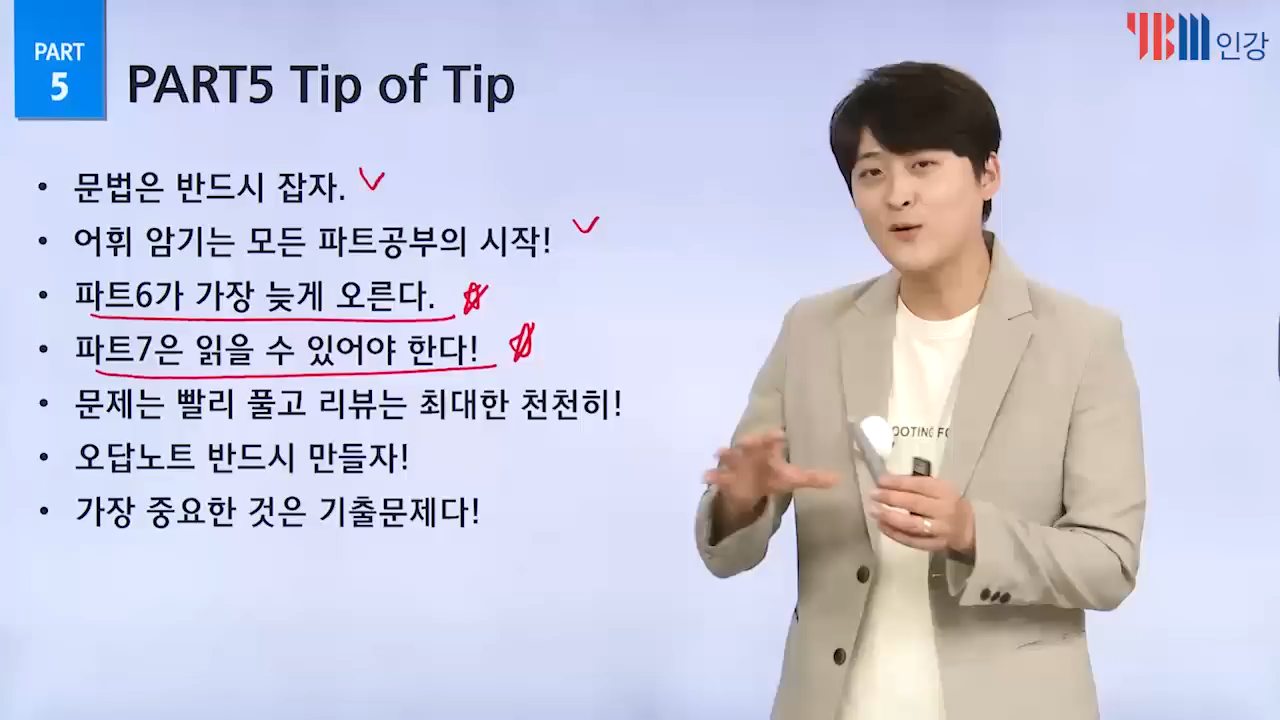 PART
5
PART5 Tip of Tip
YBM 인강
• 문법은 반드시 잡자.
• 어휘 암기는 모든 파트공부의 시작!
• 파트6가 가장 늦게 오른다.
• 파트7은 읽을 수 있어야 한다!
• 문제는 빨리 풀고 리뷰는 최대한 천천히!
• 오답노트 반드시 만들자!
• 가장 중요한 것은 기출문제다!